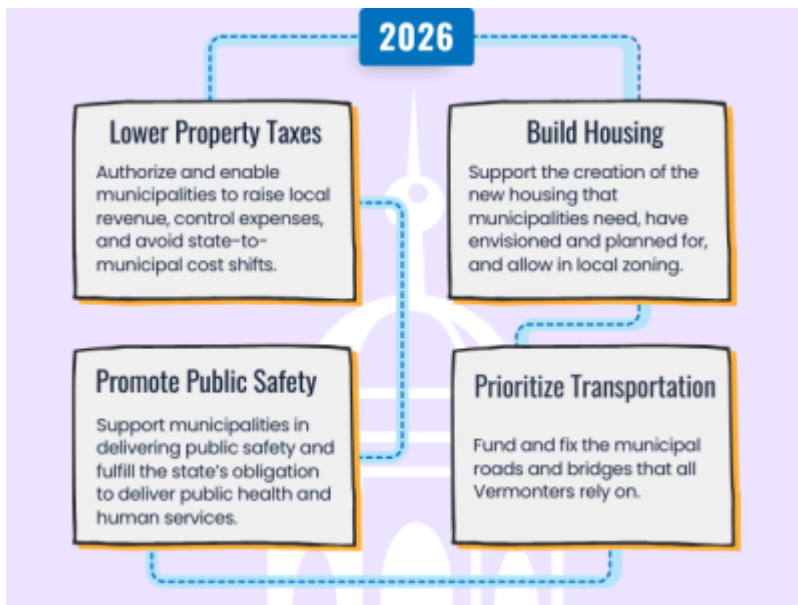 2026
Lower Property Taxes
Authorize and enable
municipalities to raise local
revenue, control expenses,
and avoid state-to-
municipal cost shifts.
Build Housing
Support the creation of the
new housing that
municipalities need, have
envisioned and planned for,
and allow in local zoning.
Promote Public Safety
Support municipalities in
delivering public safety and
fulfill the state's obligation
to deliver public health and
human services.
Prioritize Transportation
Fund and fix the municipal
roads and bridges that all
Vermonters rely on.